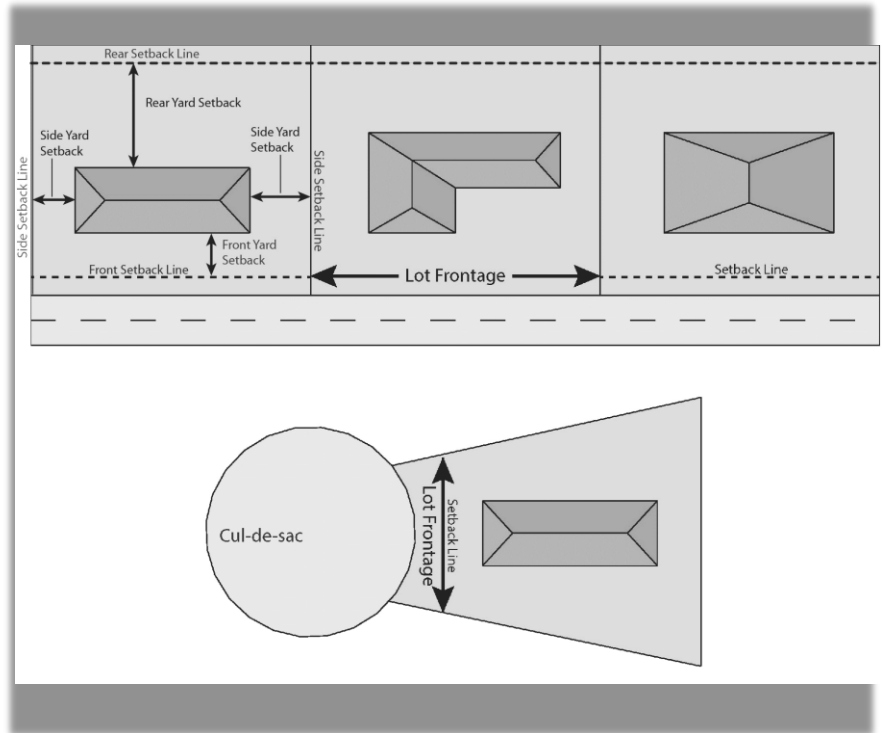 Rear Setback Line
Rear Yard Setback
Side Yard
Setback
Side Yard
Setback
Side Setback Line
Side Setback Line
Front Yard
Setback
Front Setback Line
Lot Frontage
Setback Line
Cul-de-sac
Lot Frontage
Setback Line